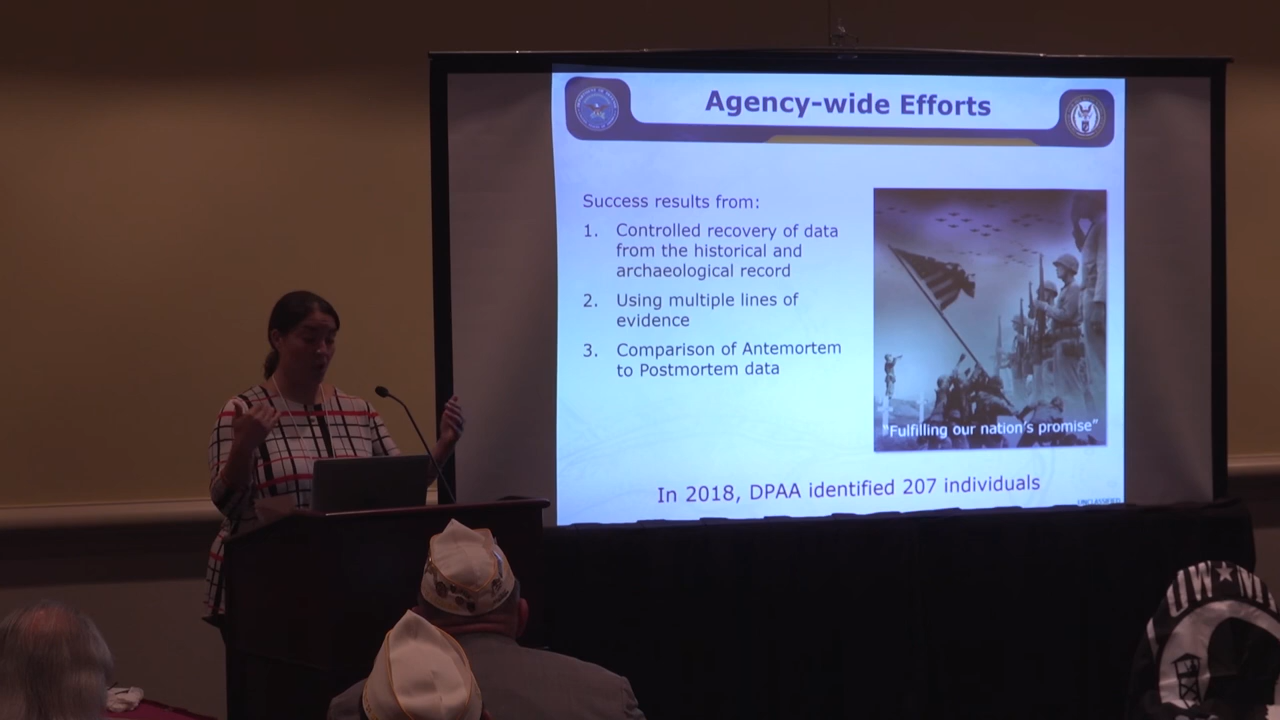 Agency-wide Efforts
Success results from:
1. Controlled recovery of data
from the historical and
archaeological record
2. Using multiple lines of
evidence
3. Comparison of Antemortem
to Postmortem data
"Fulfilling our nation's promise"
In 2018, DPAA identified 207 individuals
UNCLASSIFIED
OW★M